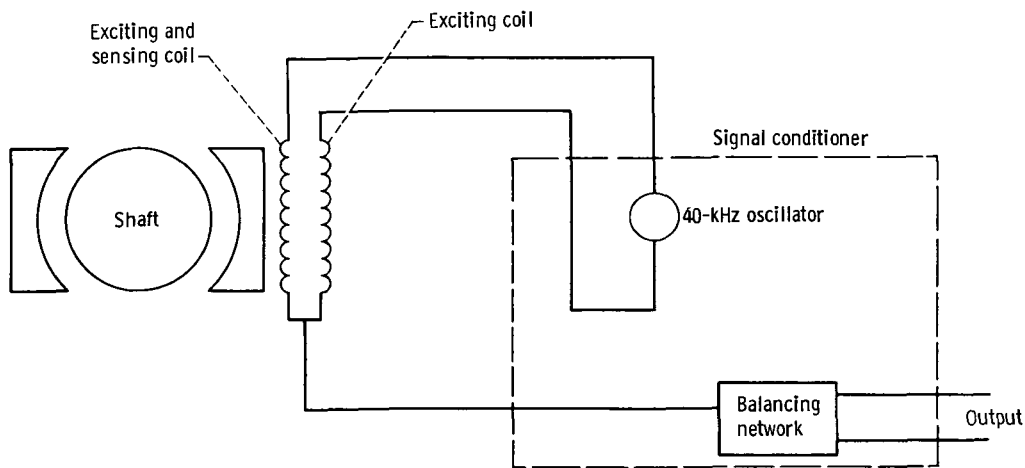 Exciting and
sensing coil
Exciting coil
Signal conditioner
Shaft
40-kHz oscillator
Balancing
network
Output